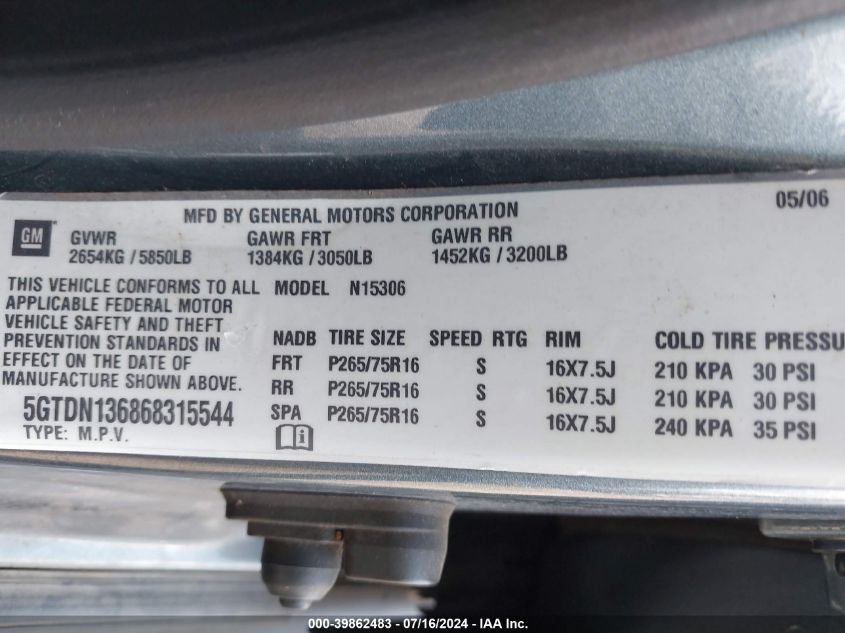 05/06
MFD BY GENERAL MOTORS CORPORATION
GM
GVWR GAWR FRT GAWR RR
2654KG / 5850LB 1384KG / 3050LB 1452KG / 3200LB
THIS VEHICLE CONFORMS TO ALL
APPLICABLE FEDERAL MOTOR
VEHICLE SAFETY AND THEFT
PREVENTION STANDARDS IN
EFFECT ON THE DATE OF
MANUFACTURE SHOWN ABOVE.
5GTDN136868315544
TYPE: M.P.V.
MODEL N15306
NADB TIRE SIZE SPEED RTG RIM COLD TIRE PRESSU
FRT P265/75R16 S 16X7.5J 210 KPA 30 PSI
RR P265/75R16 S 16X7.5J 210 KPA 30 PSI
SPA P265/75R16 S 16X7.5J 240 KPA 35 PSI
i
000-39862483 - 07/16/2024 - IAA Inc.